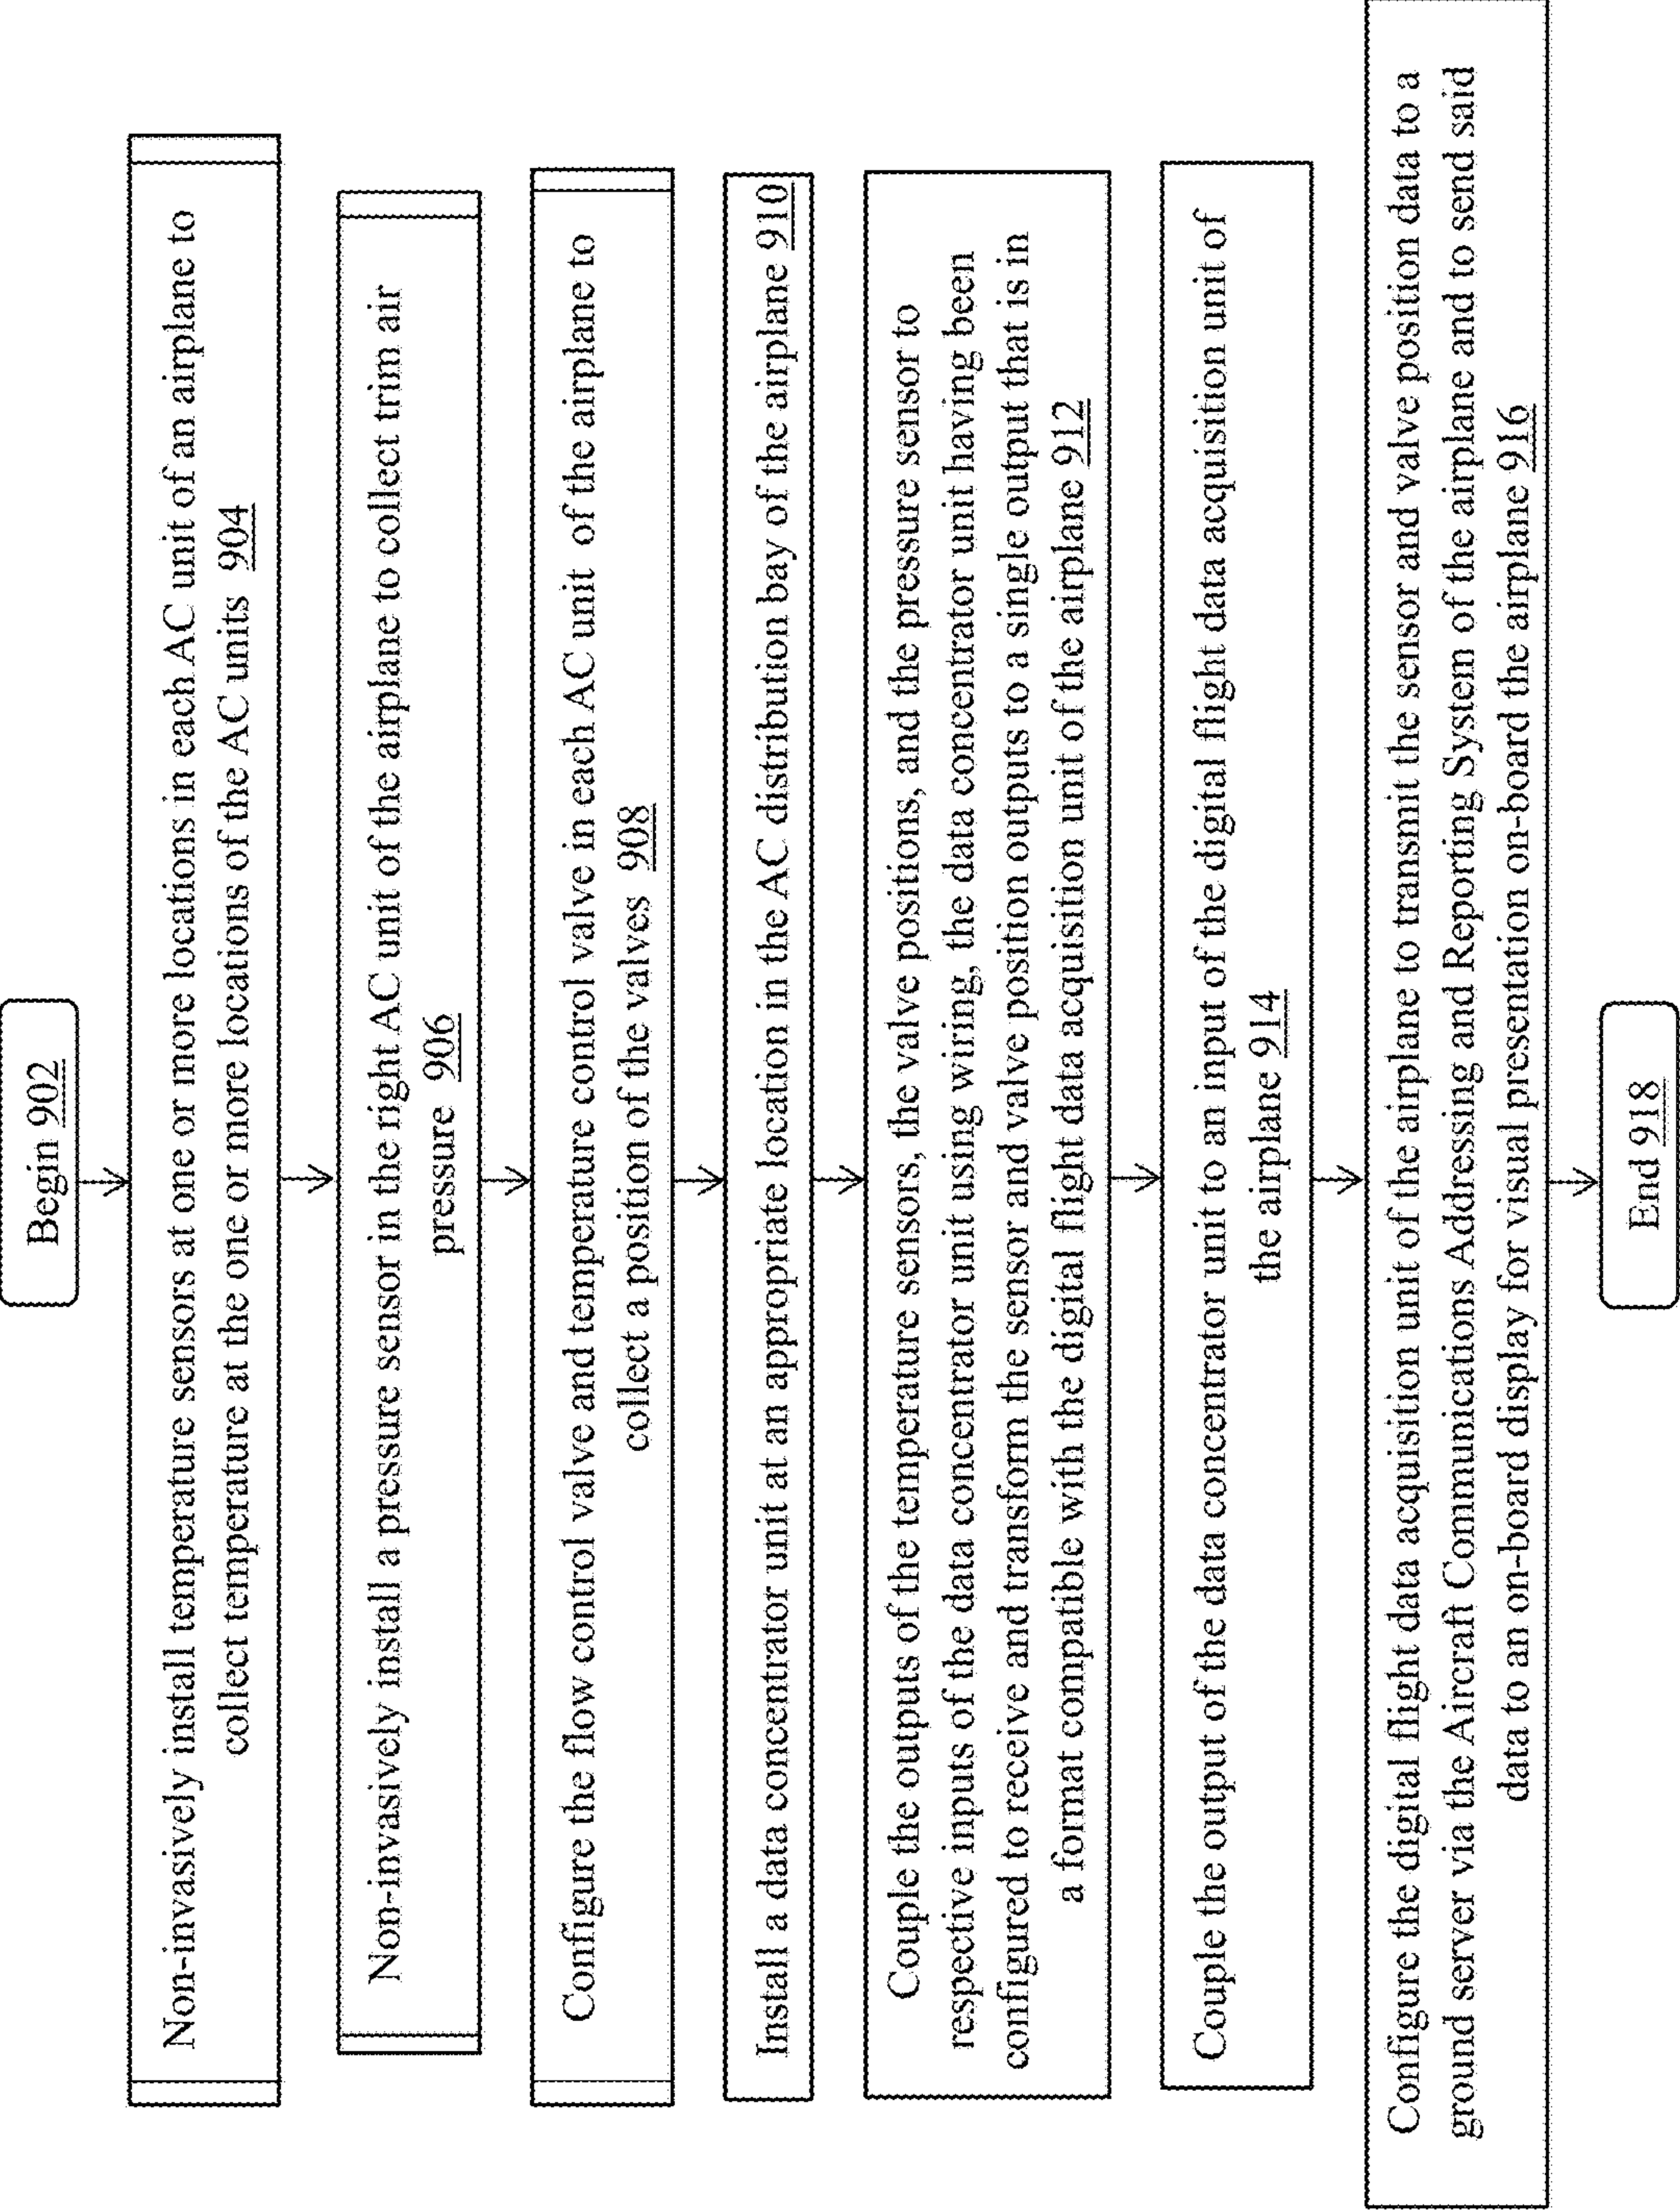 Begin 902
Non-invasively install temperature sensors at one or more locations in each AC unit of an airplane to
collect temperature at the one or more locations of the AC units 904
Non-invasively install a pressure sensor in the right AC unit of the airplane to collect trim air
pressure 906
Configure the flow control valve and temperature control valve in each AC unit of the airplane to
collect a position of the valves 908
Install a data concentrator unit at an appropriate location in the AC distribution bay of the airplane 910
Couple the outputs of the temperature sensors, the valve positions, and the pressure sensor to
respective inputs of the data concentrator unit using wiring, the data concentrator unit having been
configured to receive and transform the sensor and valve position outputs to a single output that is in
a format compatible with the digital flight data acquisition unit of the airplane 912
Couple the output of the data concentrator unit to an input of the digital flight data acquisition unit of
the airplane 914
Configure the digital flight data acquisition unit of the airplane to transmit the sensor and valve position data to a
ground server via the Aircraft Communications Addressing and Reporting System of the airplane and to send said
data to an on-board display for visual presentation on-board the airplane 916
End 918